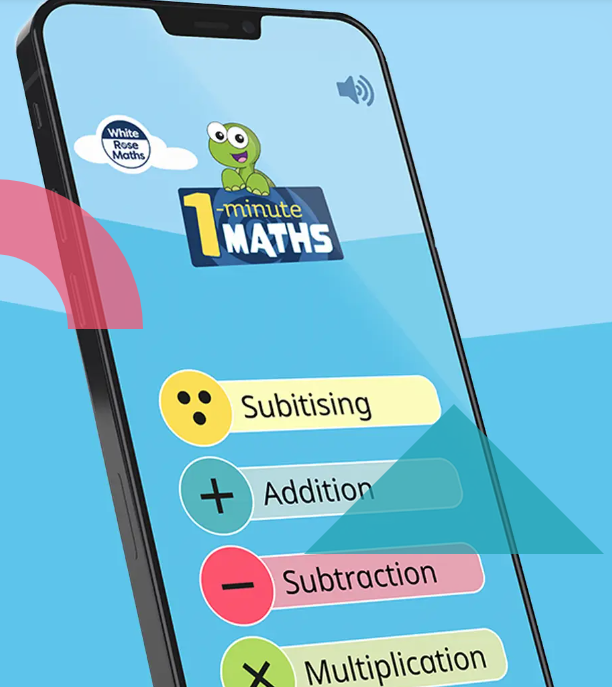 White
Rose
Maths
1-minute
MATHS
Subitising
Addition
Subtraction
Multiplication